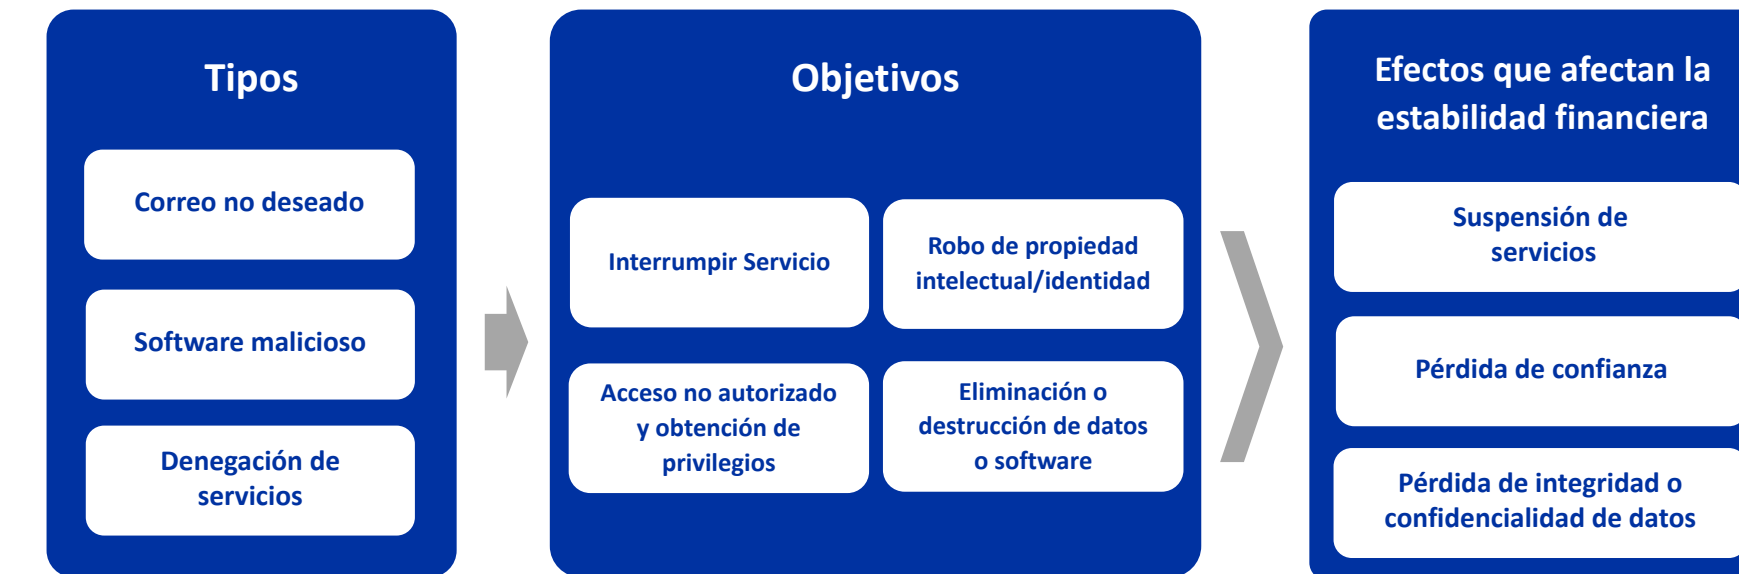 Tipos
Correo no deseado
Software malicioso
Denegación de
servicios
Objetivos
Interrumpir Servicio
Robo de propiedad
intelectual/identidad
Acceso no autorizado
y obtención de
privilegios
Eliminación o
destrucción de datos
o software
Efectos que afectan la
estabilidad financiera
Suspensión de
servicios
Pérdida de confianza
Pérdida de integridad o
confidencialidad de datos